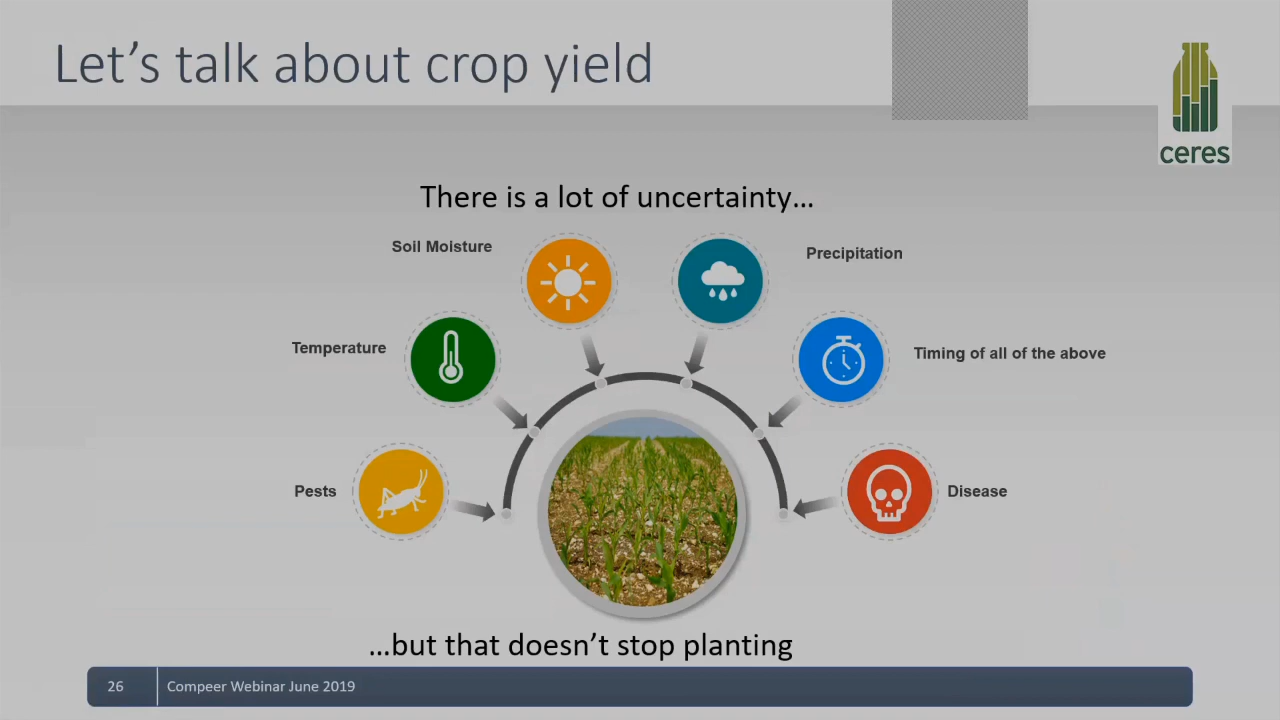 Let’s talk about crop yield
ceres
There is a lot of uncertainty…
Soil Moisture
Precipitation
Temperature
Timing of all of the above
Pests
Disease
…but that doesn’t stop planting
26
Compeer Webinar June 2019